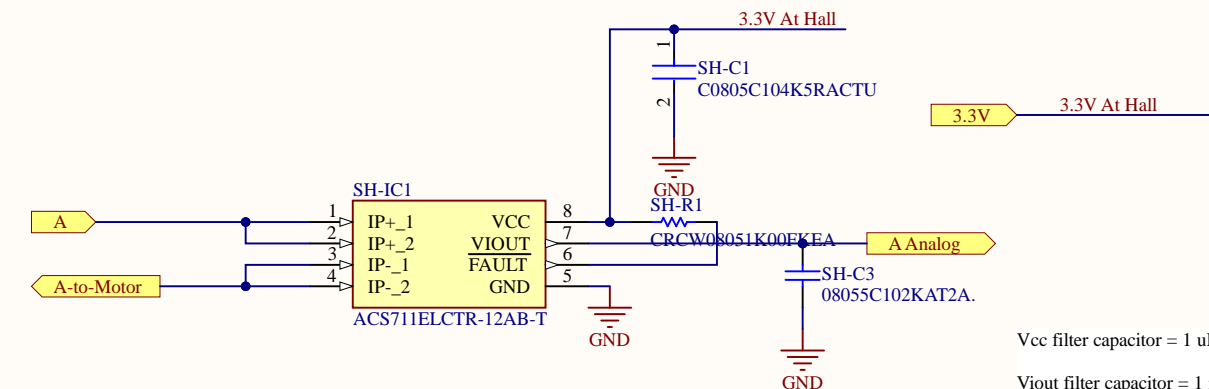 3.3V At Hall
1
SH-C1
C0805C104K5RACTU
2
GND
3.3V
3.3V At Hall
SH-IC1
SH-R1
CRCW08051K00FKEA
A
1
IP+_1
VCC
8
2
IP+_2
VIOUT
7
A Analog
3
IP-_1
FAULT
6
A-to-Motor
4
IP-_2
GND
5
ACS711ELCTR-12AB-T
GND
SH-C3
08055C102KAT2A.
GND
Vcc filter capacitor = 1
Viout filter capacitor = 1